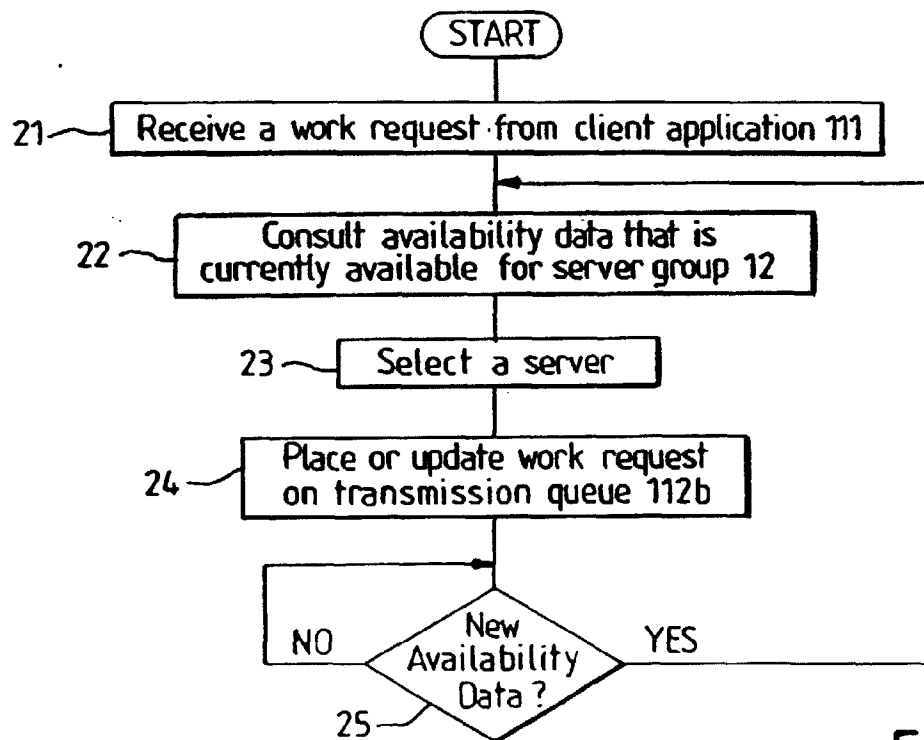 START
21
Receive a work request from client application 111
22
Consult availability data that is
currently available for server group 12
23
Select a server
24
Place or update work request
on transmission queue 112b
NO
New
Availability
Data?
YES
25